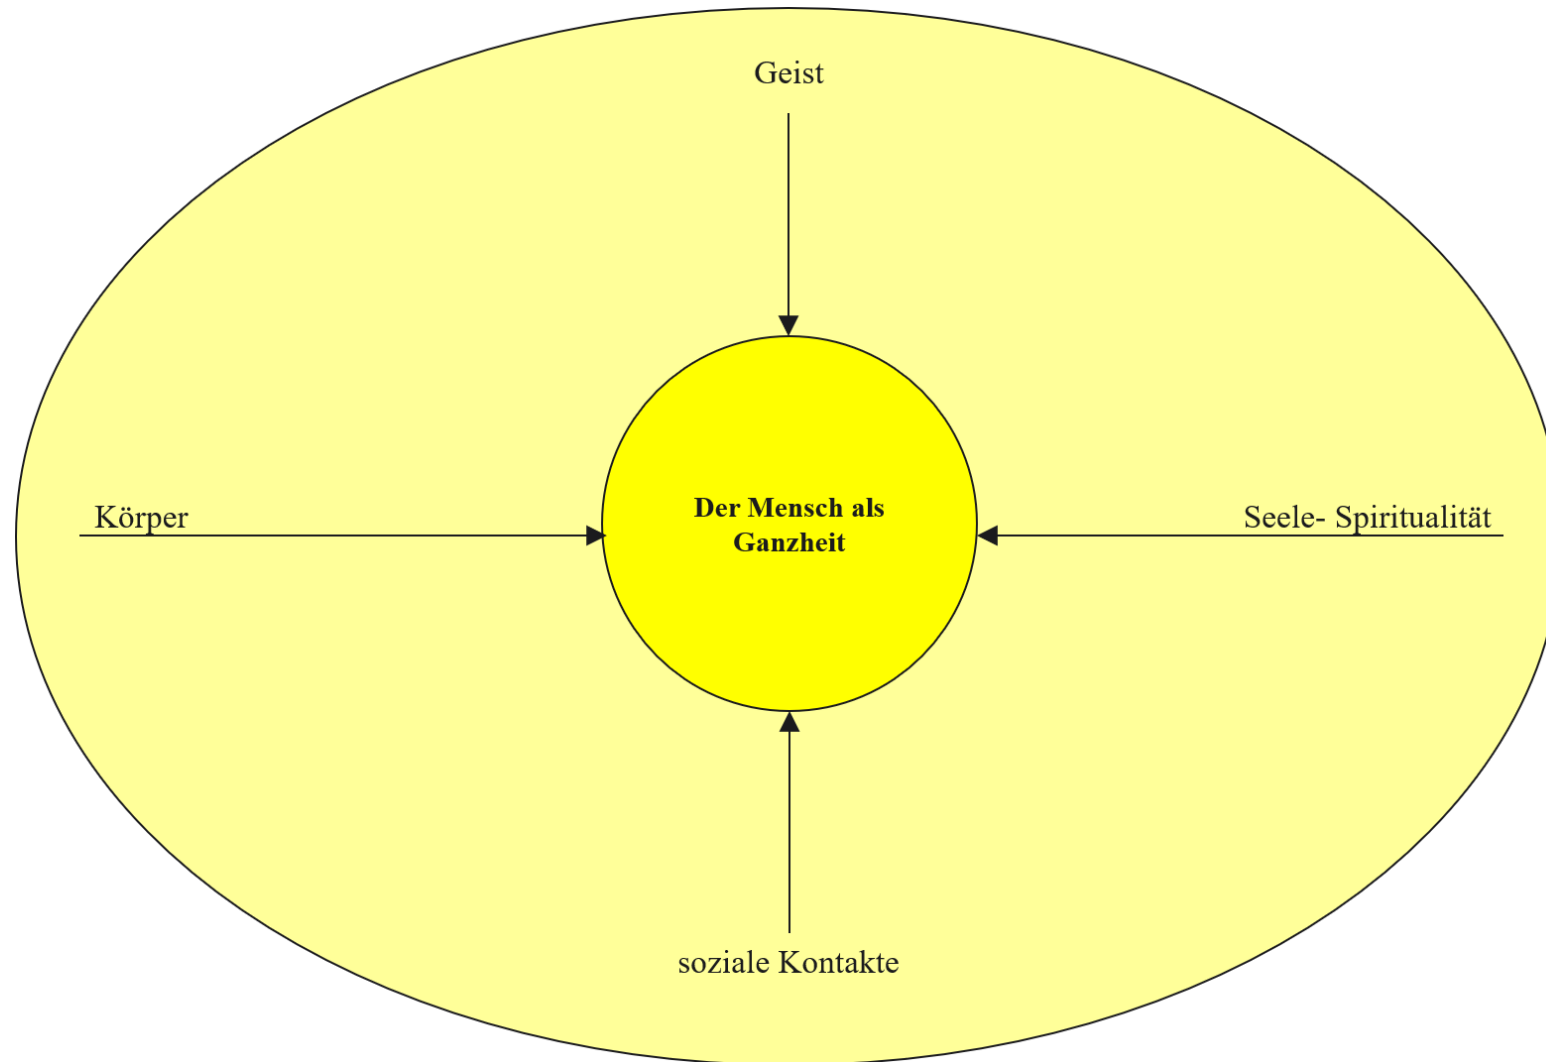 Geist
Körper
Der Mensch als
Ganzheit
Seele- Spiritualität
soziale Kontakte